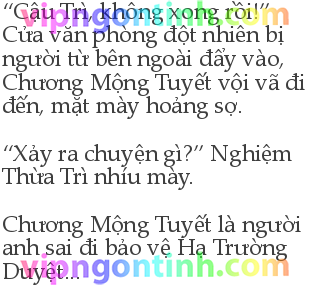 “Cậu Trì, không xong rồi!”
Cửa văn phòng đột nhiên bị
người từ bên ngoài đẩy vào,
Chương Mộng Tuyết vội vã đi
đến, mặt mày hoảng sợ.
“Xảy ra chuyện gì?” Nghiêm
Thừa Trì nhíu mày.
Chương Mộng Tuyết là người
anh sai đi bảo vệ Hạ Trường
Duyệt...
vipngontinh.com
vipngontinh.com